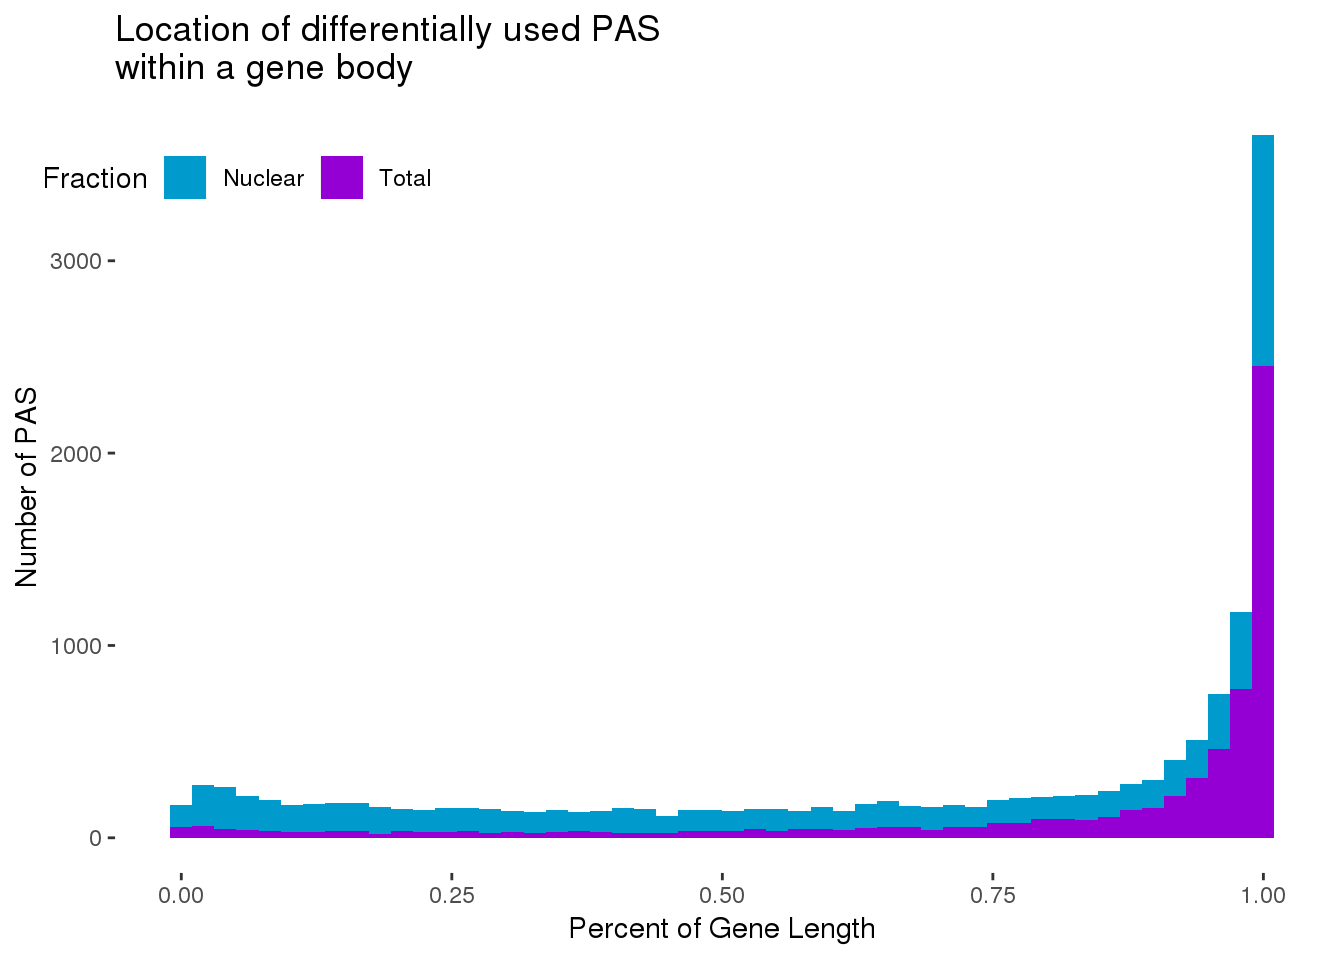 Location of differentially used PAS
within a gene body
Fraction Nuclear Total
Number of PAS
3000
2000
1000
0
0.00 0.25 0.50 0.75 1.00
Percent of Gene Length